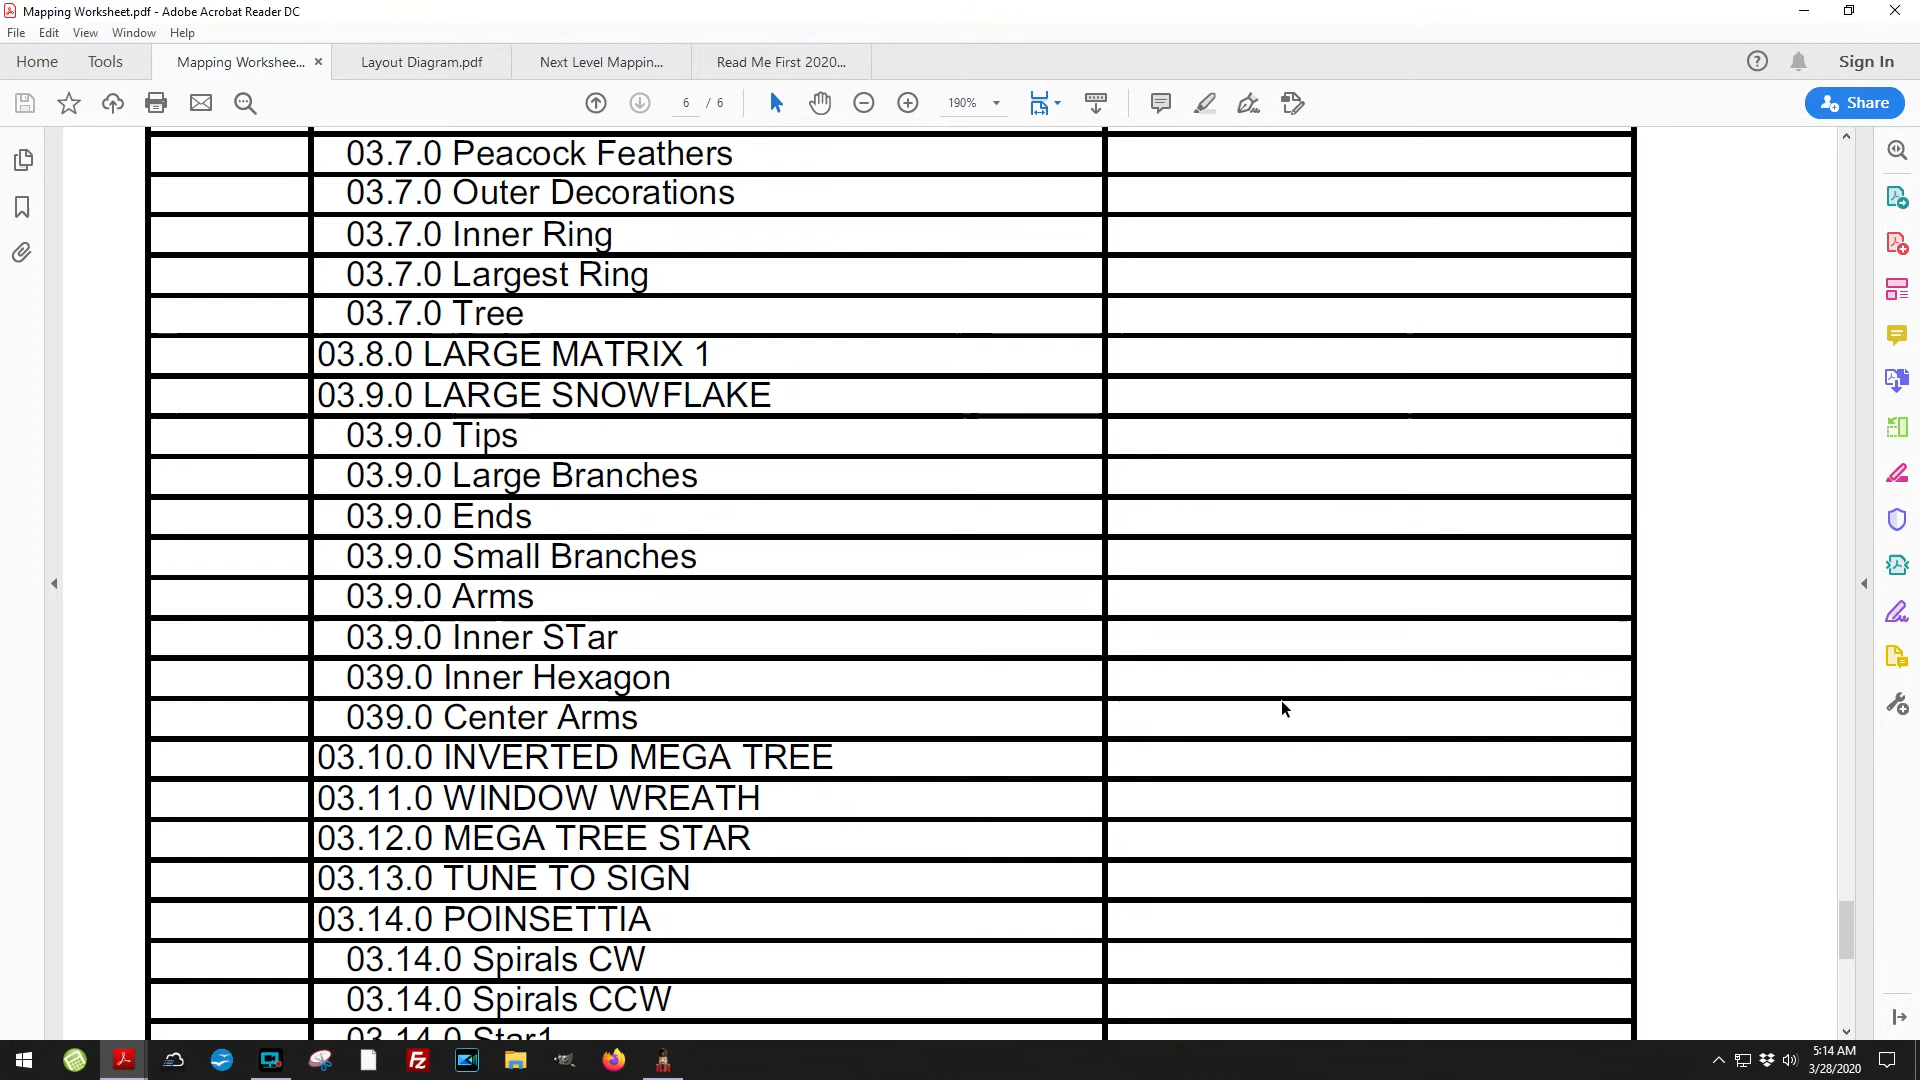 Mapping Worksheet.pdf - Adobe Acrobat Reader DC
File Edit View Window Help
Home Tools Mapping Workshee... × Layout Diagram.pdf Next Level Mappin... Read Me First 2020... Sign In
6 / 6 190% Share
03.7.0 Peacock Feathers
03.7.0 Outer Decorations
03.7.0 Inner Ring
03.7.0 Largest Ring
03.7.0 Tree
03.8.0 LARGE MATRIX 1
03.9.0 LARGE SNOWFLAKE
03.9.0 Tips
03.9.0 Large Branches
03.9.0 Ends
03.9.0 Small Branches
03.9.0 Arms
03.9.0 Inner STar
039.0 Inner Hexagon
039.0 Center Arms
03.10.0 INVERTED MEGA TREE
03.11.0 WINDOW WREATH
03.12.0 MEGA TREE STAR
03.13.0 TUNE TO SIGN
03.14.0 POINSETTIA
03.14.0 Spirals CW
03.14.0 Spirals CCW
03.14.0 Star1
5:14 AM
3/28/2020